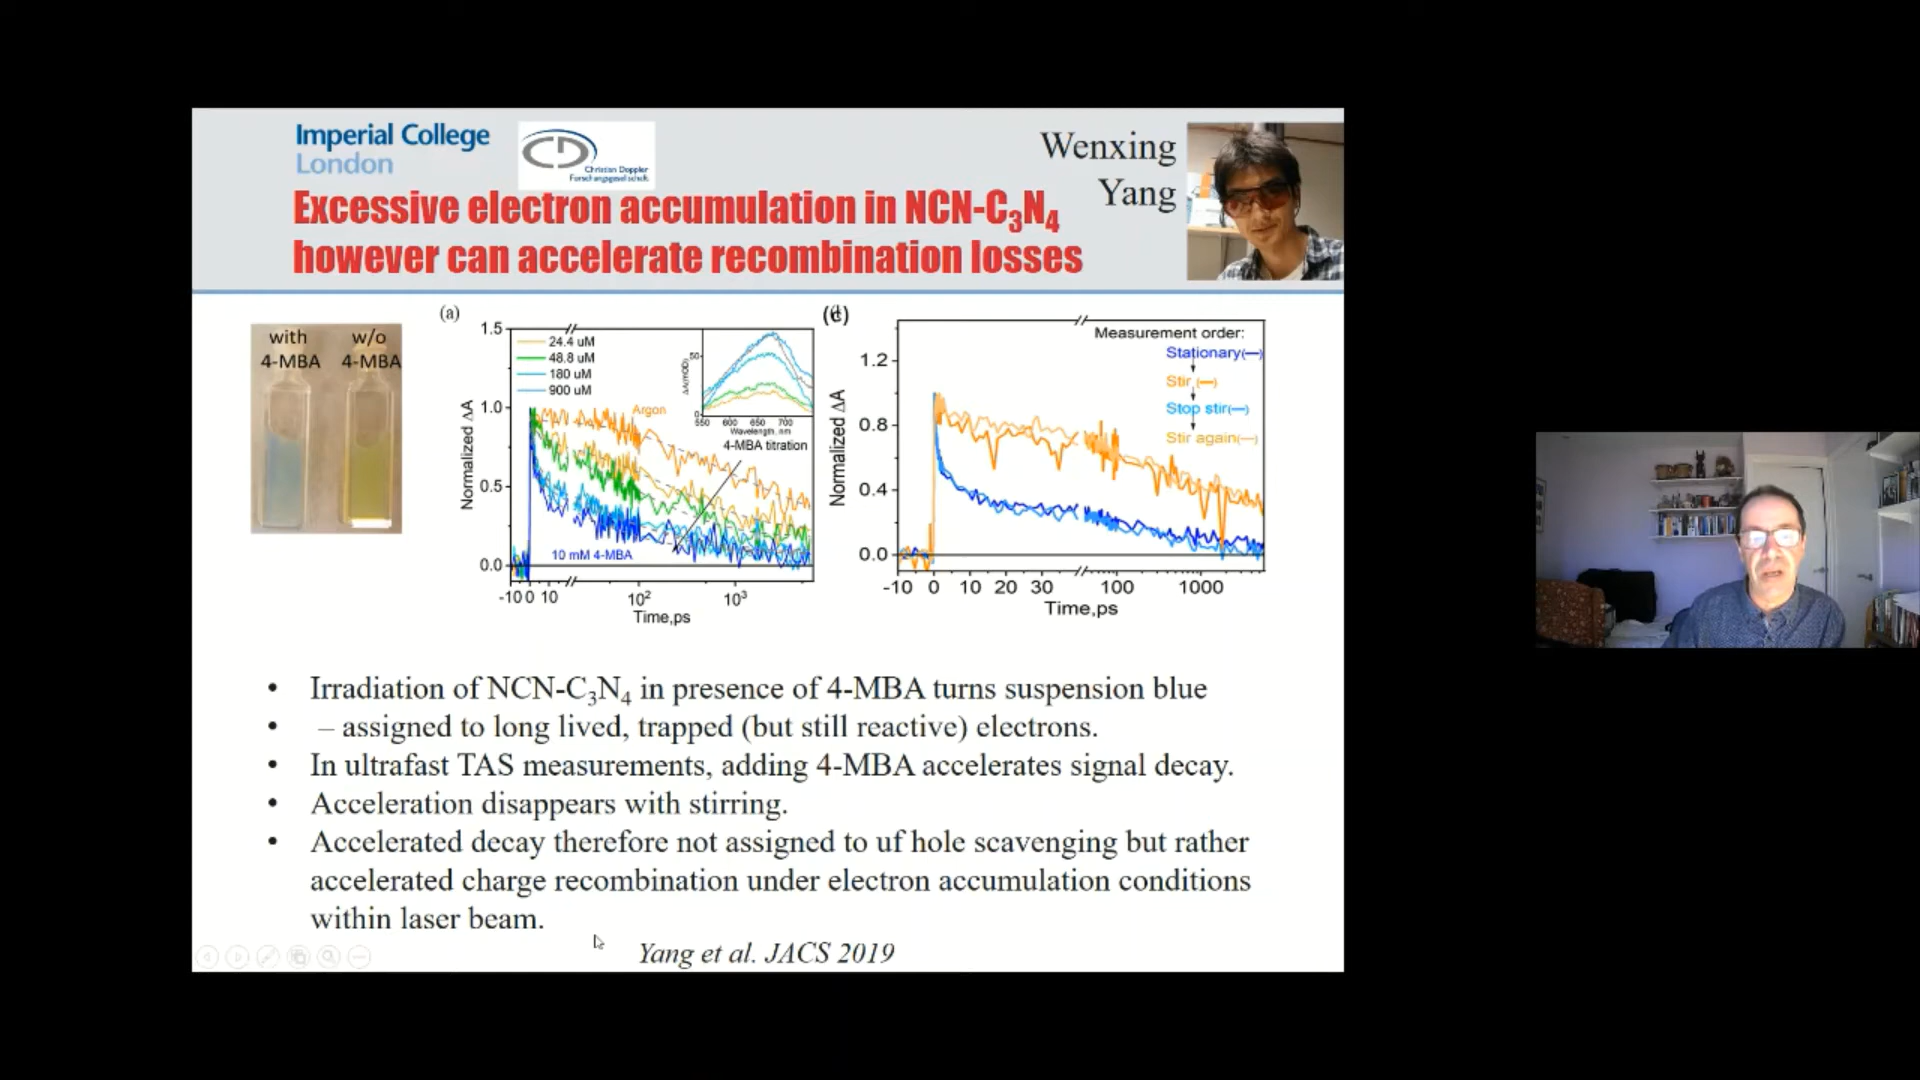 Imperial College
London
Christian Doppler
Forschungsgesellschaft
Wenxing
Yang
Excessive electron accumulation in NCN-C₃N₄
however can accelerate recombination losses
with
4-MBA
w/o
4-MBA
(a)
1.5
1.0
0.5
0.0
Normalized ΔA
24.4 uM
48.8 uM
180 uM
900 uM
Argon
50
0
ΔA(mOD)
550 600 650 700
Wavelength, nm
4-MBA titration
10 mM 4-MBA
-10 0 10 10² 10³
Time,ps
(c)
1.2
0.8
0.4
0.0
Normalized ΔA
Measurement order:
Stationary(—)
Stir (—)
Stop stir(—)
Stir again(—)
-10 0 10 20 30 100 1000
Time,ps
• Irradiation of NCN-C₃N₄ in presence of 4-MBA turns suspension blue
• – assigned to long lived, trapped (but still reactive) electrons.
• In ultrafast TAS measurements, adding 4-MBA accelerates signal decay.
• Acceleration disappears with stirring.
• Accelerated decay therefore not assigned to uf hole scavenging but rather
accelerated charge recombination under electron accumulation conditions
within laser beam.
Yang et al. JACS 2019